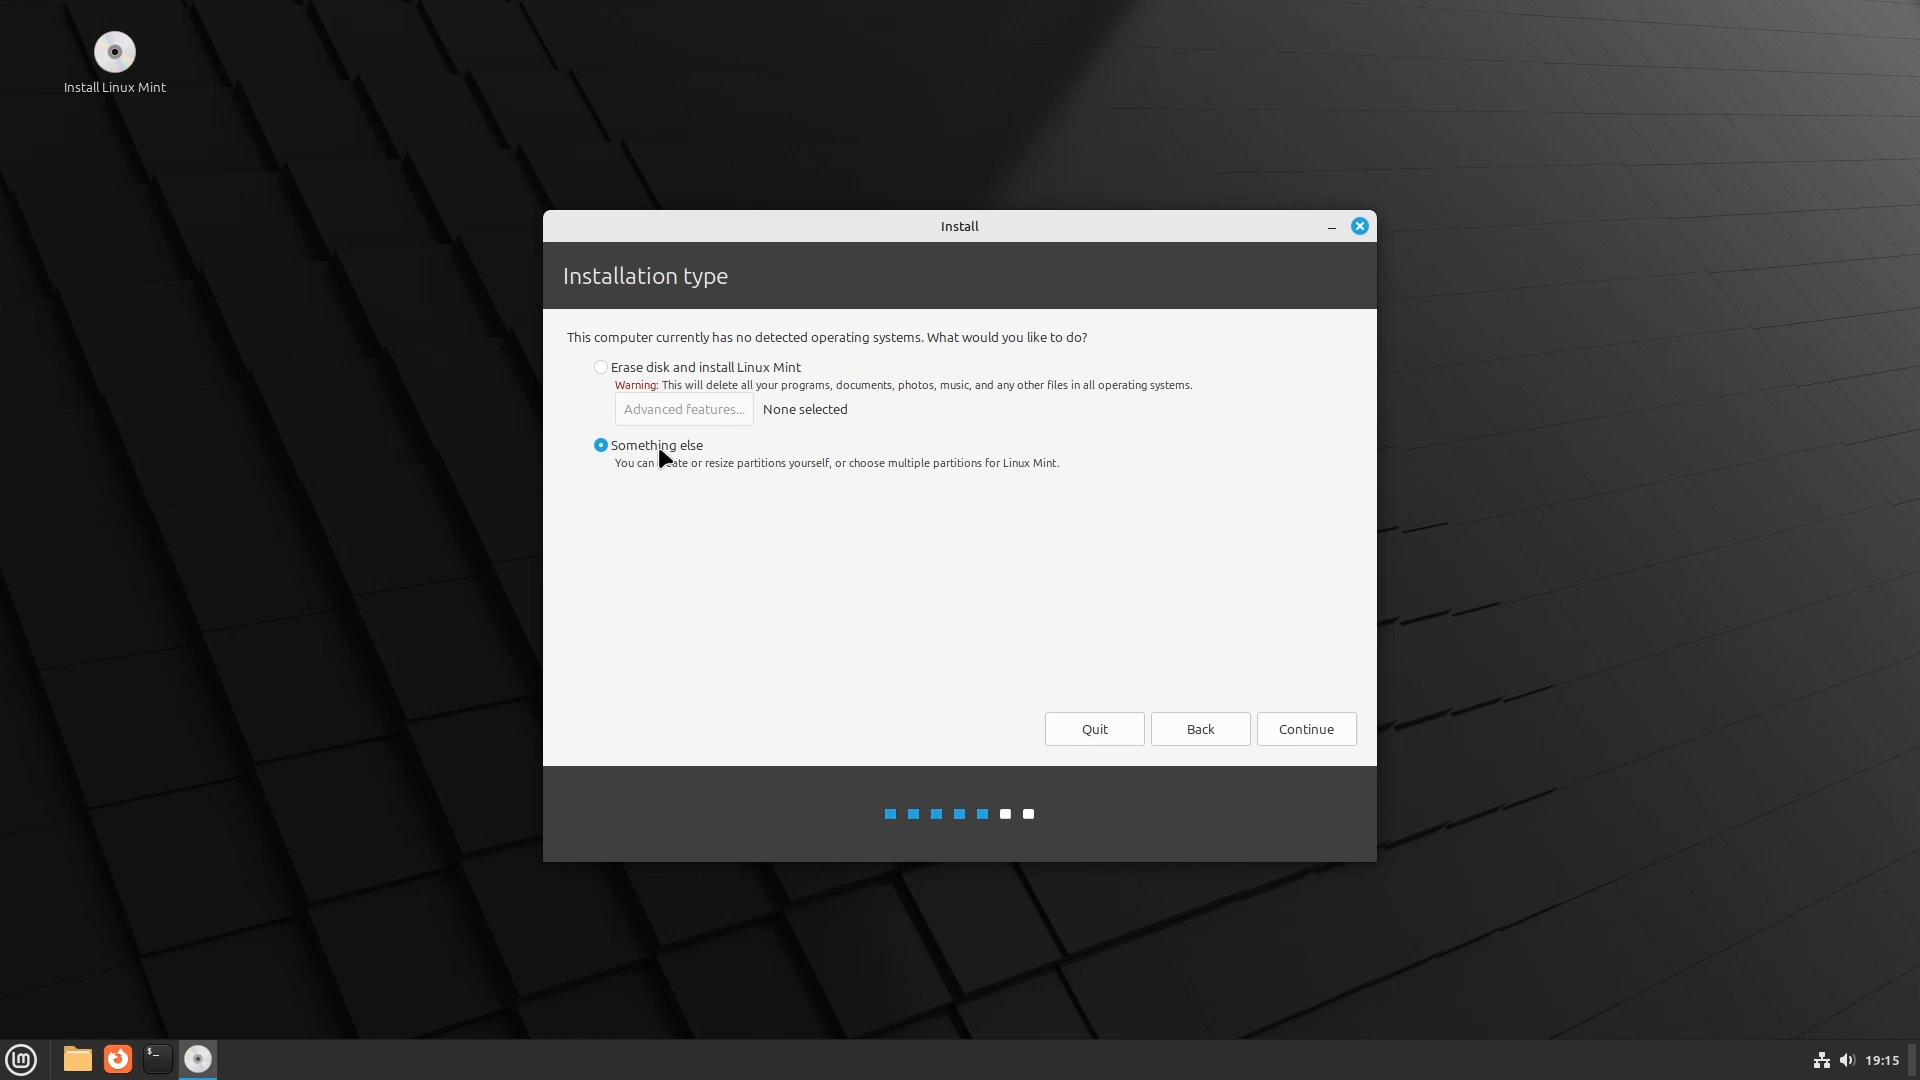 Install Linux Mint
Install
Installation type
This computer currently has no detected operating systems. What would you like to do?
Erase disk and install Linux Mint
Warning: This will delete all your programs, documents, photos, music, and any other files in all operating systems.
Advanced features... None selected
Something else
You can ate or resize partitions yourself, or choose multiple partitions for Linux Mint.
Quit Back Continue
$_
lm 19:15